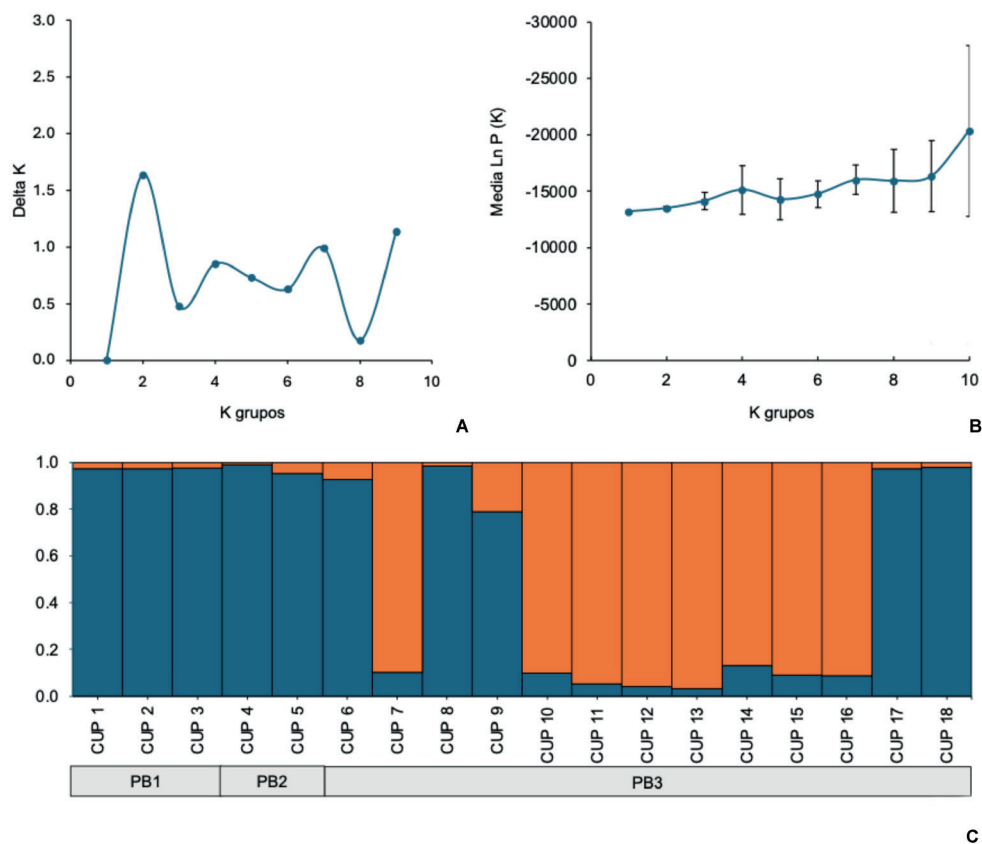 3.0
2.5
2.0
1.5
1.0
0.5
0.0
Delta K
0 2 4 6 8 10
K grupos
A
-30000
-25000
-20000
-15000
-10000
-5000
0
Media Ln P (K)
0 2 4 6 8 10
K grupos
B
1.0
0.8
0.6
0.4
0.2
0.0
CUP 1
CUP 2
CUP 3
CUP 4
CUP 5
CUP 6
CUP 7
CUP 8
CUP 9
CUP 10
CUP 11
CUP 12
CUP 13
CUP 14
CUP 15
CUP 16
CUP 17
CUP 18
PB1 PB2 PB3
C